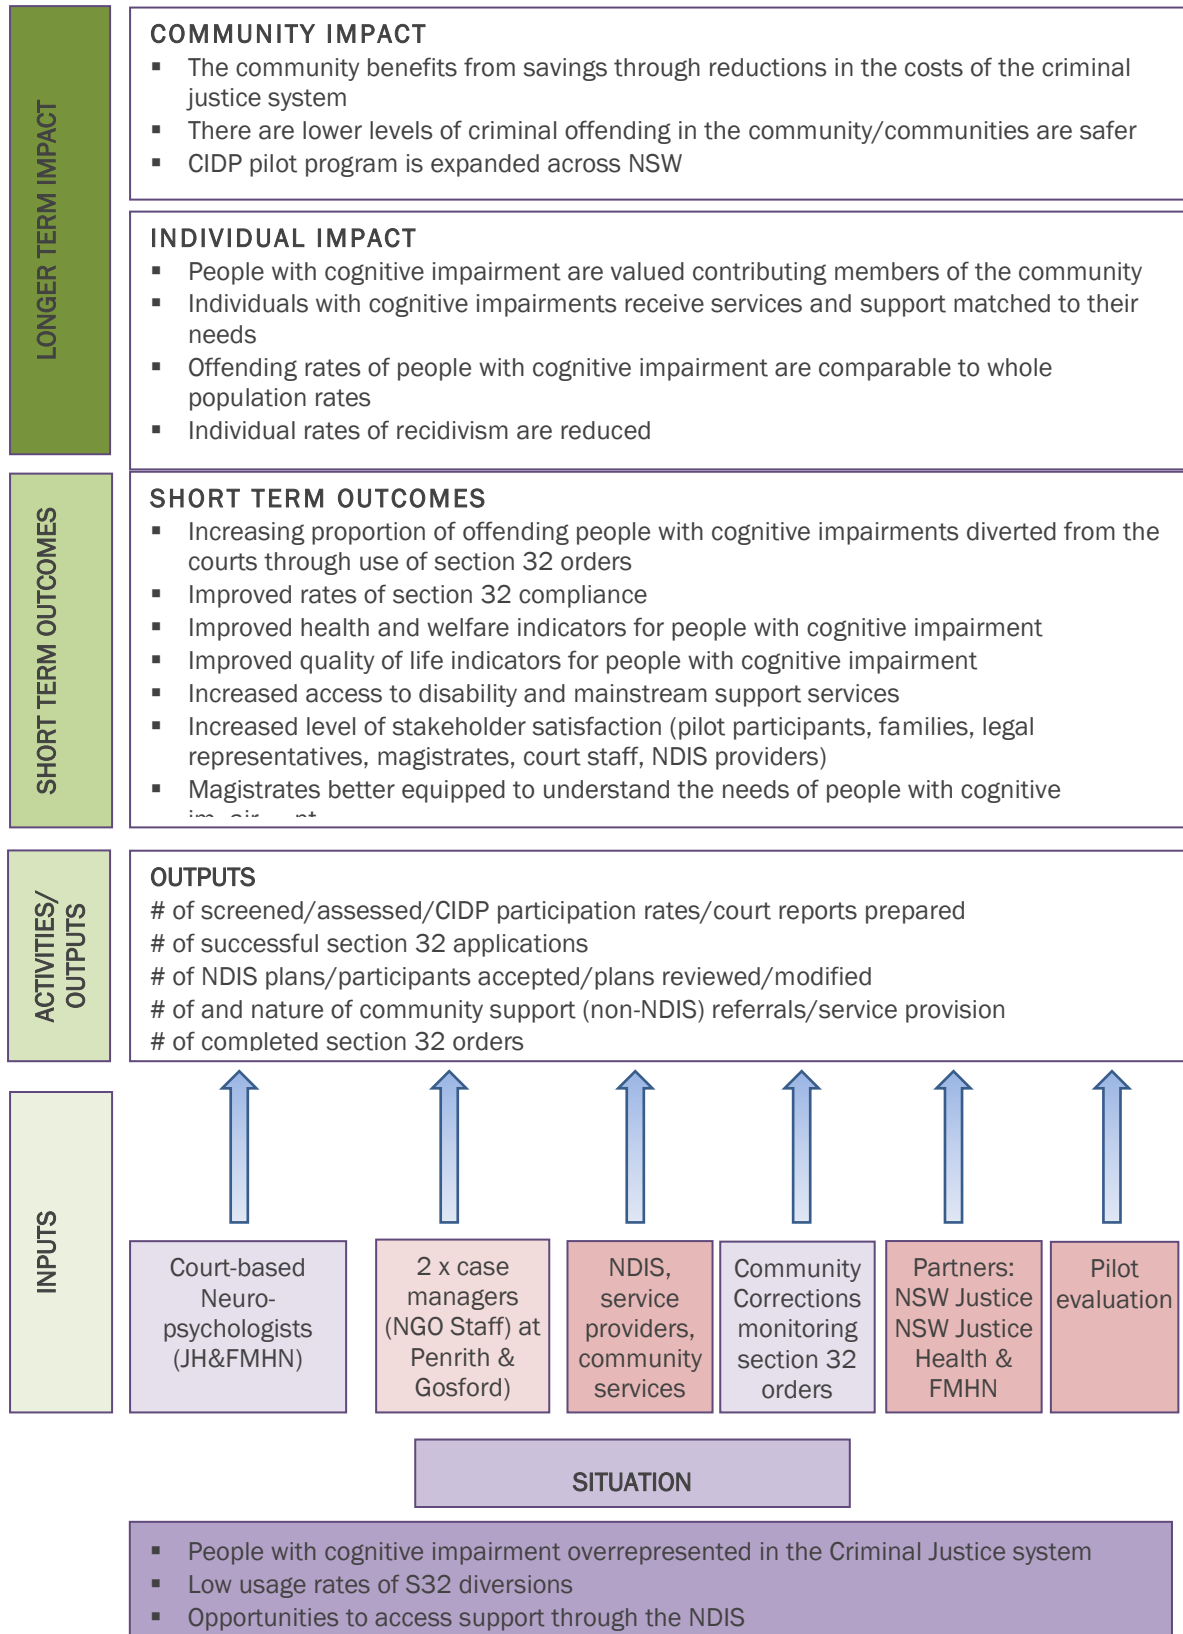 LONGER TERM IMPACT
COMMUNITY IMPACT
▪ The community benefits from savings through reductions in the costs of the criminal
justice system
▪ There are lower levels of criminal offending in the community/communities are safer
▪ CIDP pilot program is expanded across NSW
INDIVIDUAL IMPACT
▪ People with cognitive impairment are valued contributing members of the community
▪ Individuals with cognitive impairments receive services and support matched to their
needs
▪ Offending rates of people with cognitive impairment are comparable to whole
population rates
▪ Individual rates of recidivism are reduced
SHORT TERM OUTCOMES
SHORT TERM OUTCOMES
▪ Increasing proportion of offending people with cognitive impairments diverted from the
courts through use of section 32 orders
▪ Improved rates of section 32 compliance
▪ Improved health and welfare indicators for people with cognitive impairment
▪ Improved quality of life indicators for people with cognitive impairment
▪ Increased access to disability and mainstream support services
▪ Increased level of stakeholder satisfaction (pilot participants, families, legal
representatives, magistrates, court staff, NDIS providers)
▪ Magistrates better equipped to understand the needs of people with cognitive
ACTIVITIES/
OUTPUTS
OUTPUTS
# of screened/assessed/CIDP participation rates/court reports prepared
# of successful section 32 applications
# of NDIS plans/participants accepted/plans reviewed/modified
# of and nature of community support (non-NDIS) referrals/service provision
# of completed section 32 orders
INPUTS
Court-based
Neuro-
psychologists
(JH&FMHN)
2 x case
managers
(NGO Staff) at
Penrith &
Gosford)
NDIS,
service
providers,
community
services
Community
Corrections
monitoring
section 32
orders
Partners:
NSW Justice
NSW Justice
Health &
FMHN
Pilot
evaluation
SITUATION
▪ People with cognitive impairment overrepresented in the Criminal Justice system
▪ Low usage rates of S32 diversions
▪ Opportunities to access support through the NDIS